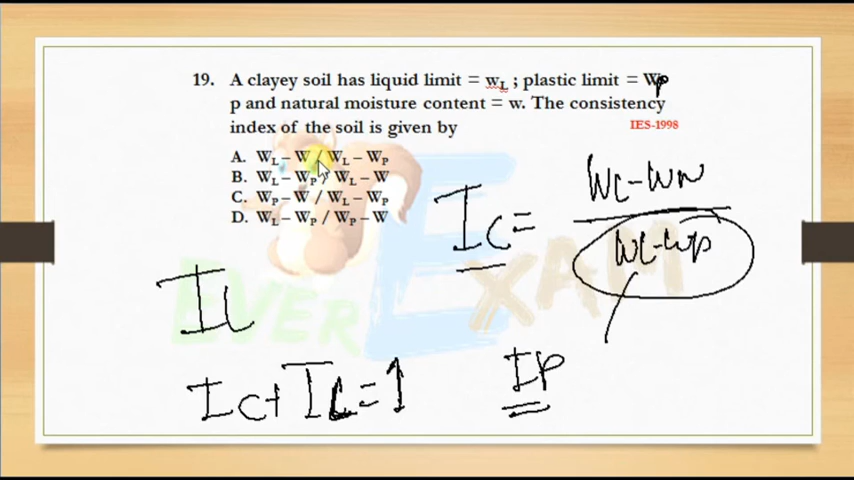 19. A clayey soil has liquid limit = wL ; plastic limit = Wp
p and natural moisture content = w. The consistency
index of the soil is given by
IES-1998
A. WL – W / WL – WP
B. WL – WP / WL – W
C. WP – W / WL – WP
D. WL – WP / WP – W
IC = WL-WN
WL-WP
IL
IC+IL=1
IP
EVER
EXAM